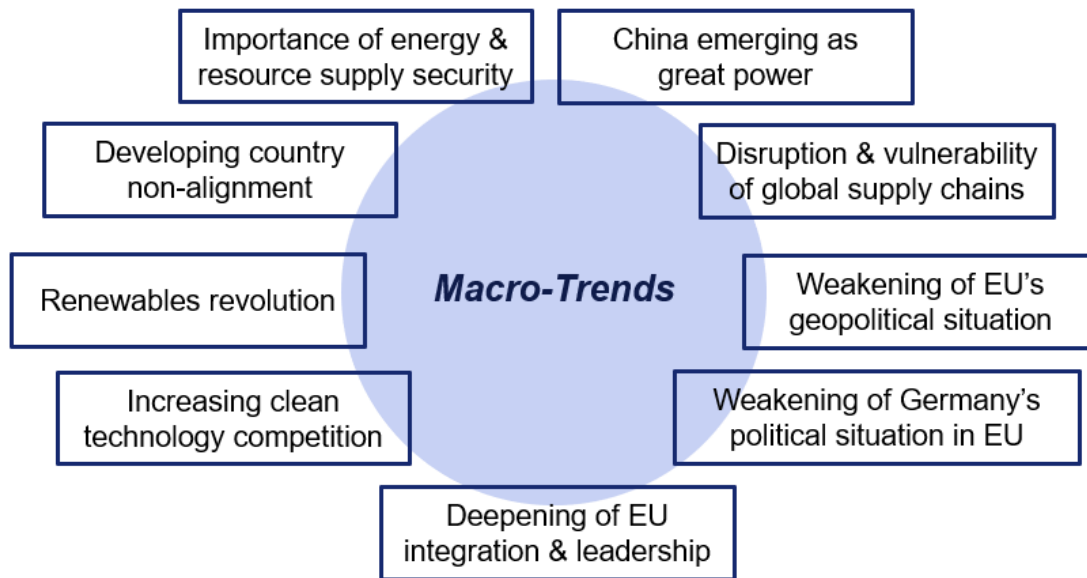 Importance of energy &
resource supply security
China emerging as
great power
Developing country
non-alignment
Disruption & vulnerability
of global supply chains
Renewables revolution
Macro-Trends
Weakening of EU’s
geopolitical situation
Increasing clean
technology competition
Weakening of Germany’s
political situation in EU
Deepening of EU
integration & leadership